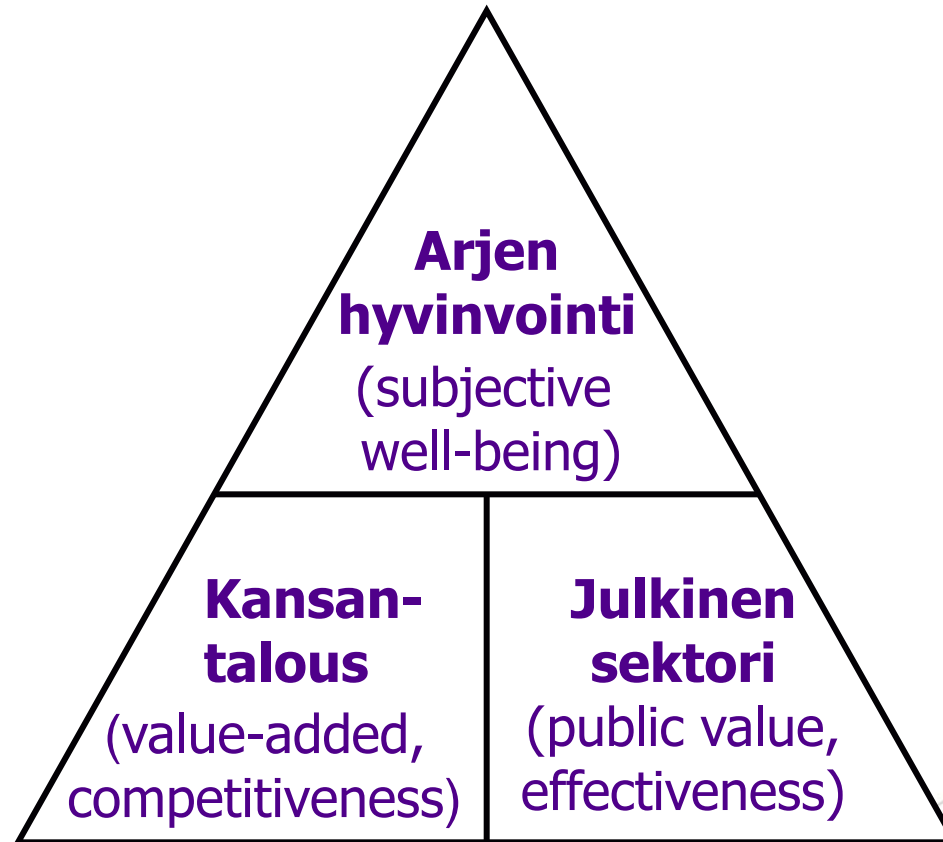 Arjen
hyvinvointi
(subjective
well-being)
Kansan-
talous
(value-added,
competitiveness)
Julkinen
sektori
(public value,
effectiveness)